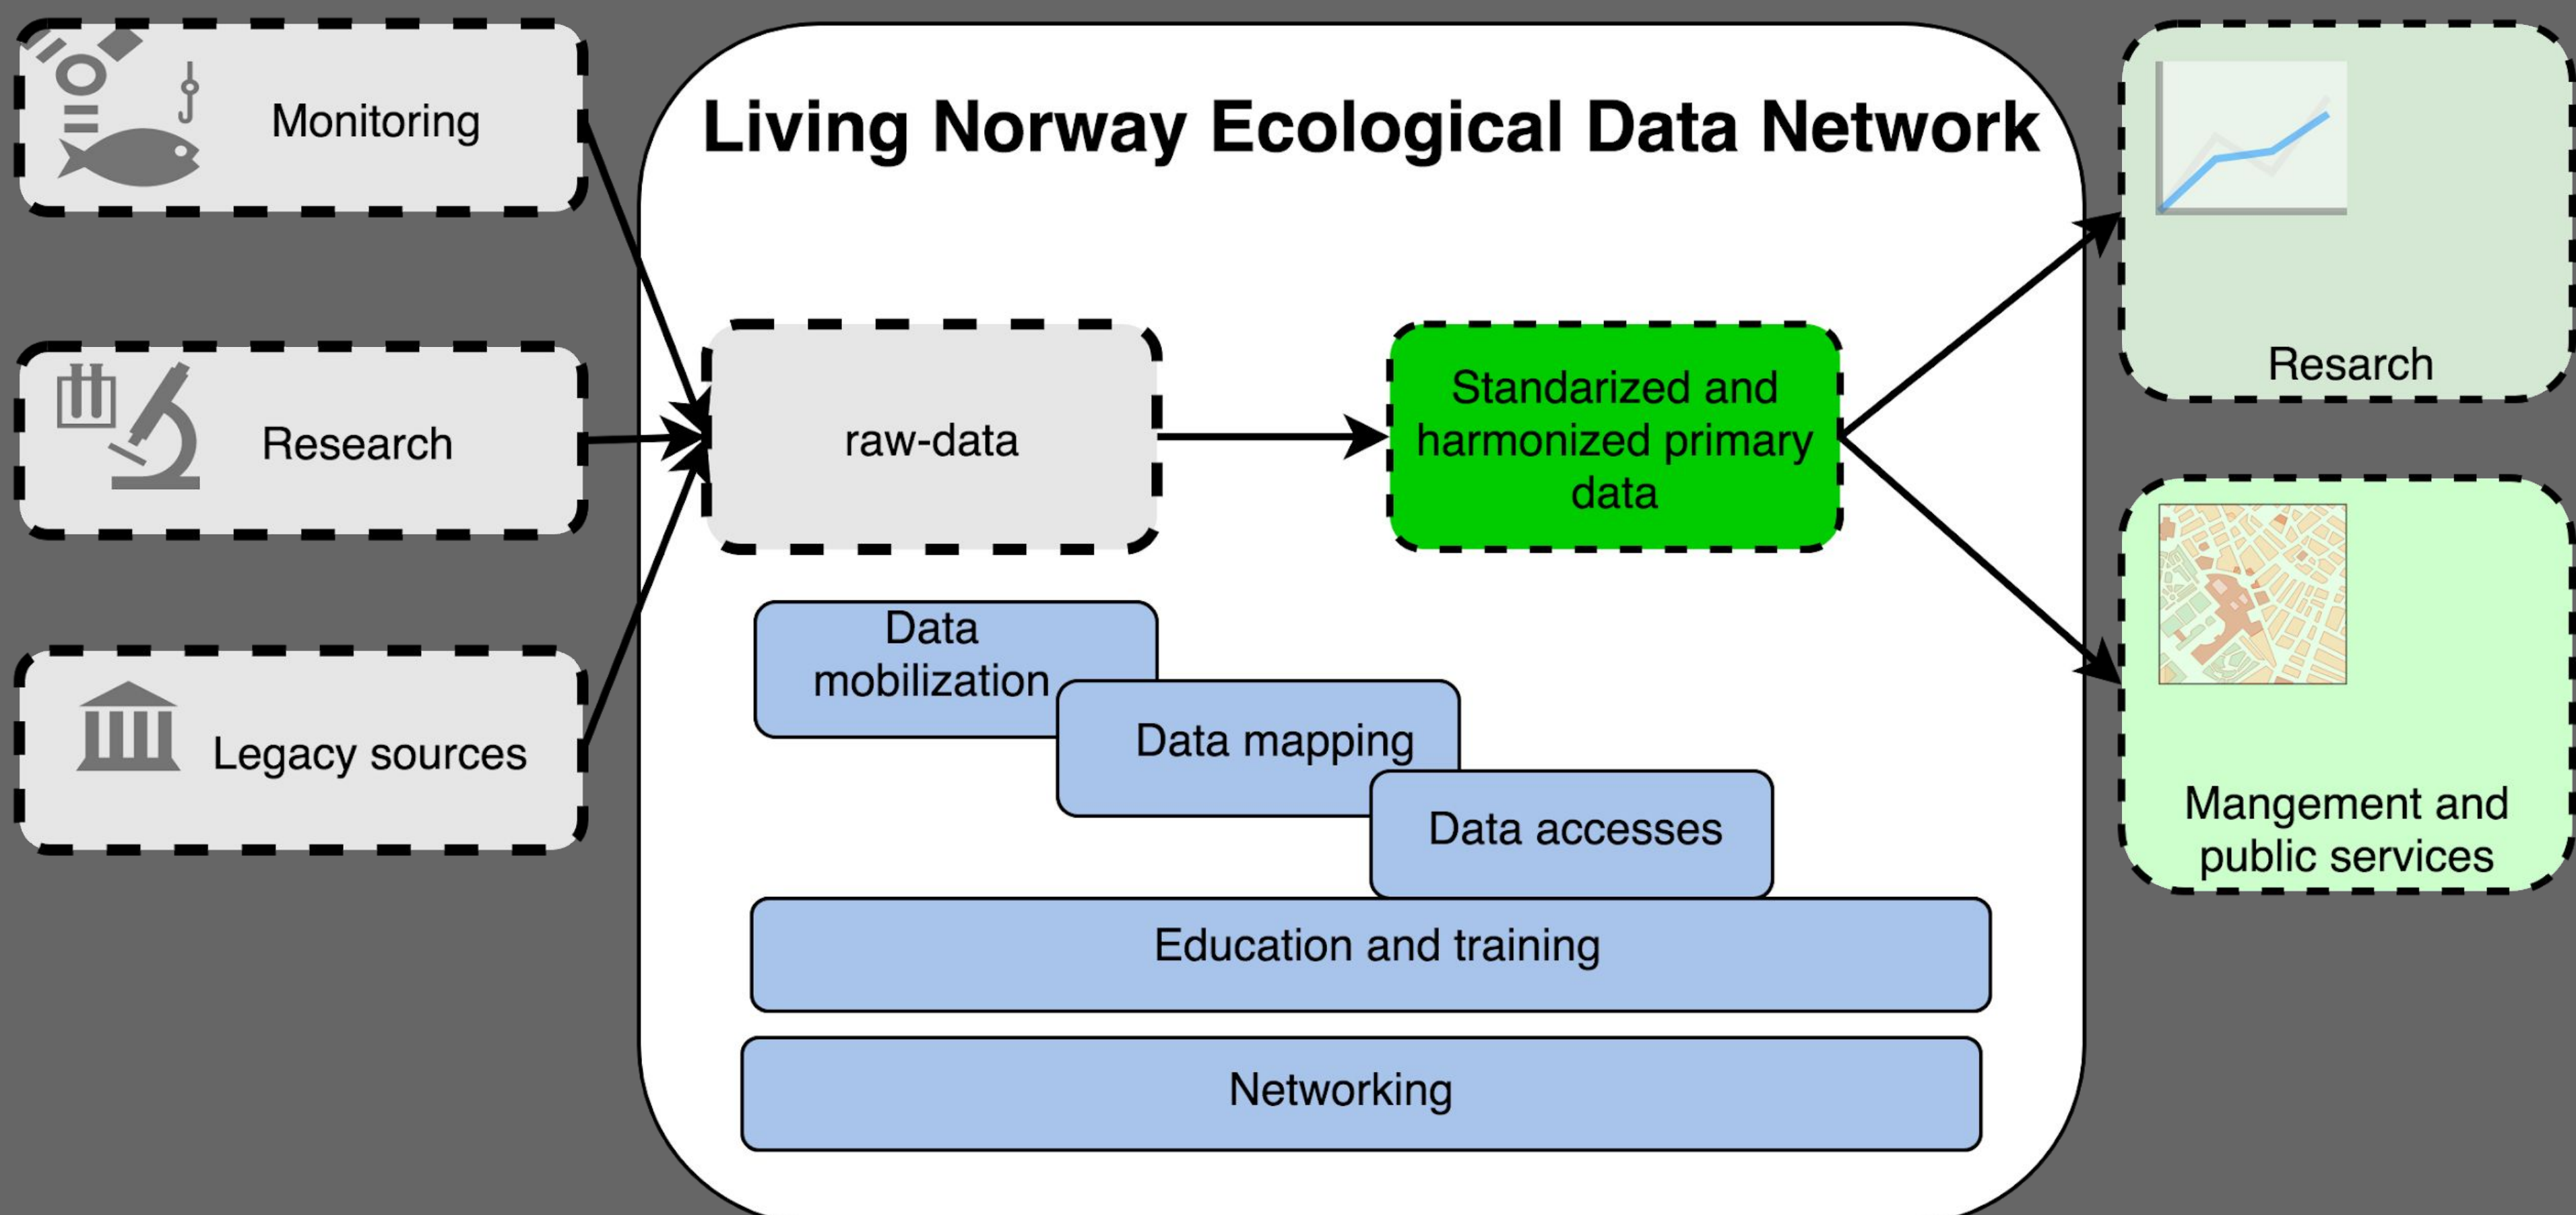 Monitoring
Research
Legacy sources
Living Norway Ecological Data Network
raw-data
Standarized and
harmonized primary
data
Data
mobilization
Data mapping
Data accesses
Education and training
Networking
Resarch
Mangement and
public services